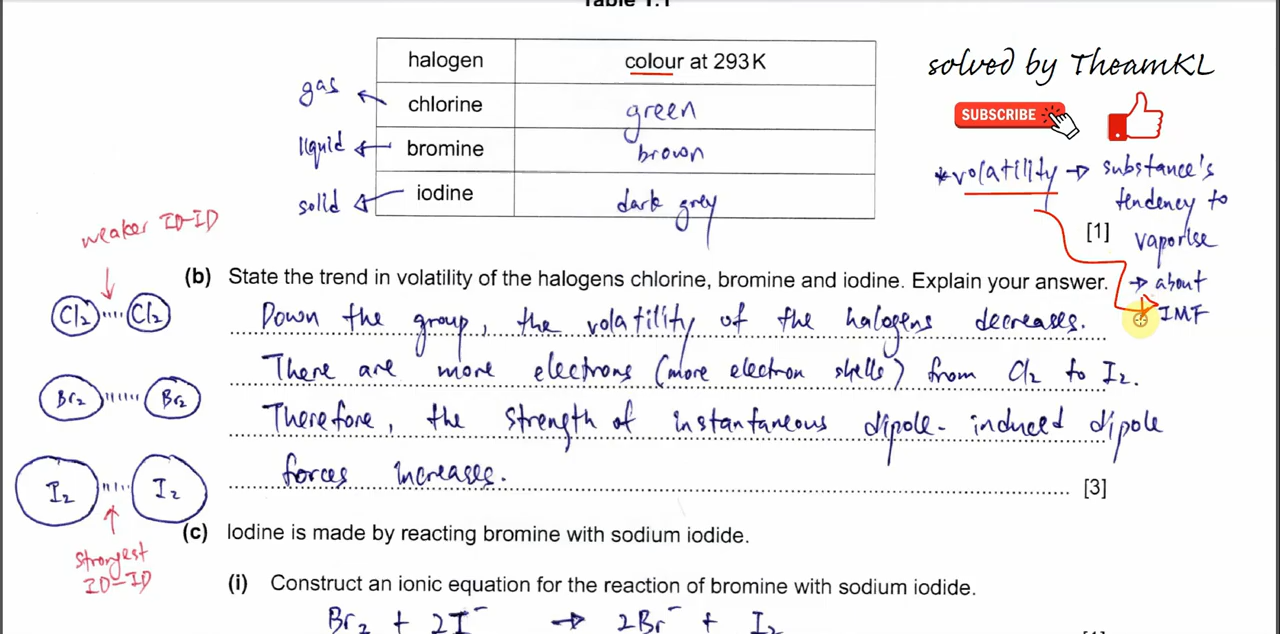 Table 1.1
halogen colour at 293 K
gas chlorine green
liquid bromine brown
solid iodine dark grey
[1]
solved by TheamKL
SUBSCRIBE
*volatility → substance's
tendency to
vaporise
→ about
IMF
weaker ID-ID
Cl2 Cl2
Br2 Br2
I2 I2
strongest
ID-ID
(b) State the trend in volatility of the halogens chlorine, bromine and iodine. Explain your answer.
Down the group, the volatility of the halogens decreases.
There are more electrons (more electron shells) from Cl2 to I2.
Therefore, the strength of instantaneous dipole-induced dipole
forces increases.
[3]
(c) Iodine is made by reacting bromine with sodium iodide.
(i) Construct an ionic equation for the reaction of bromine with sodium iodide.
Br2 + 2I⁻ → 2Br⁻ + I2